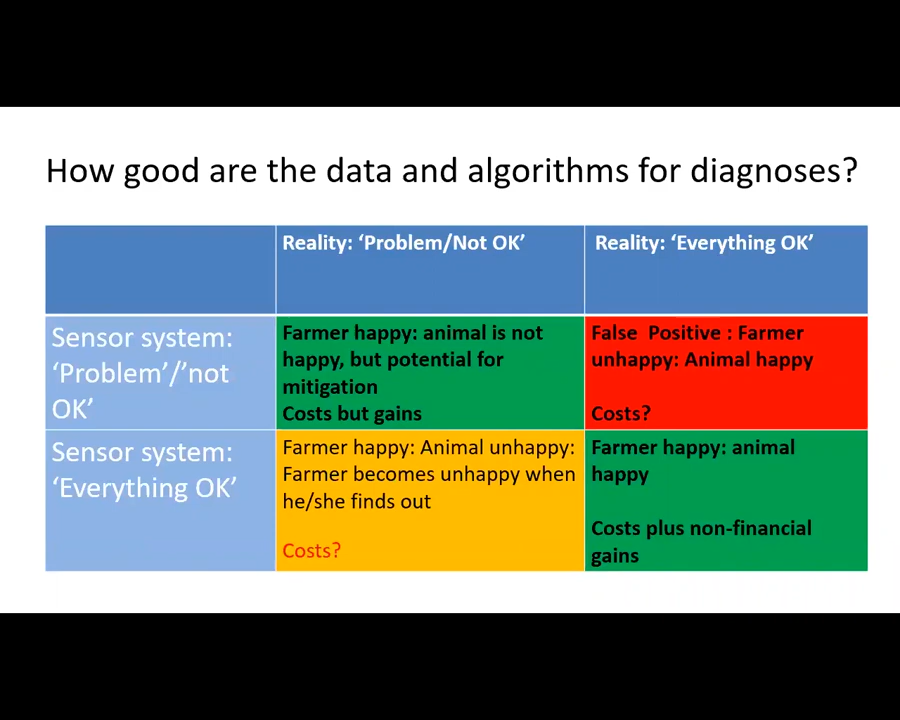 How good are the data and algorithms for diagnoses?
Reality: ‘Problem/Not OK’
Reality: ‘Everything OK’
Sensor system:
‘Problem’/’not
OK’
Farmer happy: animal is not
happy, but potential for
mitigation
Costs but gains
False  Positive : Farmer
unhappy: Animal happy
Costs?
Sensor system:
‘Everything OK’
Farmer happy: Animal unhappy:
Farmer becomes unhappy when
he/she finds out
Costs?
Farmer happy: animal
happy
Costs plus non-financial
gains